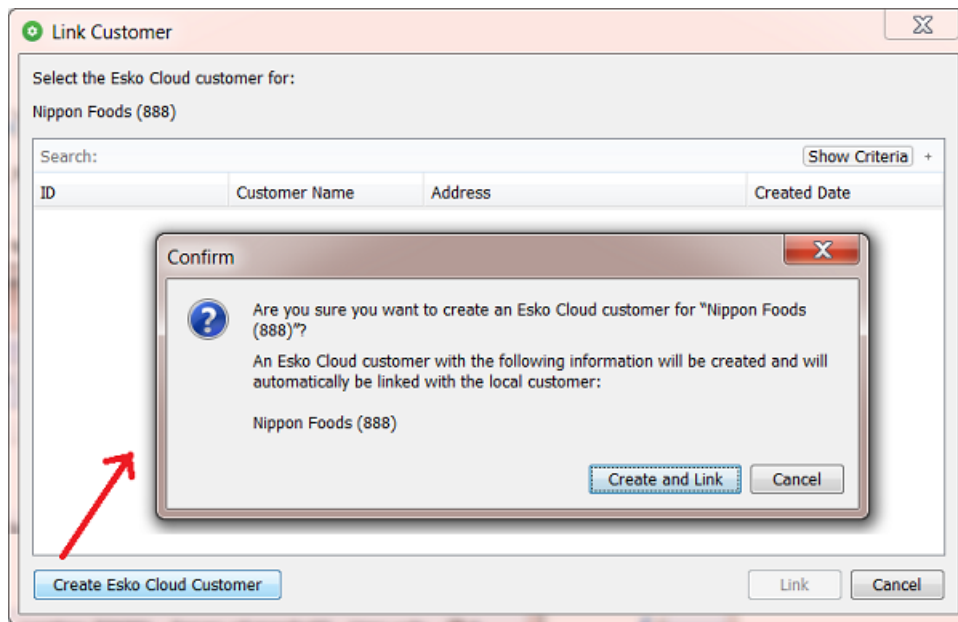 Link Customer
Select the Esko Cloud customer for:
Nippon Foods (888)
Search:
Show Criteria +
ID Customer Name Address Created Date
Confirm
Are you sure you want to create an Esko Cloud customer for “Nippon Foods
(888)”?
An Esko Cloud customer with the following information will be created and will
automatically be linked with the local customer:
Nippon Foods (888)
Create and Link Cancel
Create Esko Cloud Customer Link Cancel